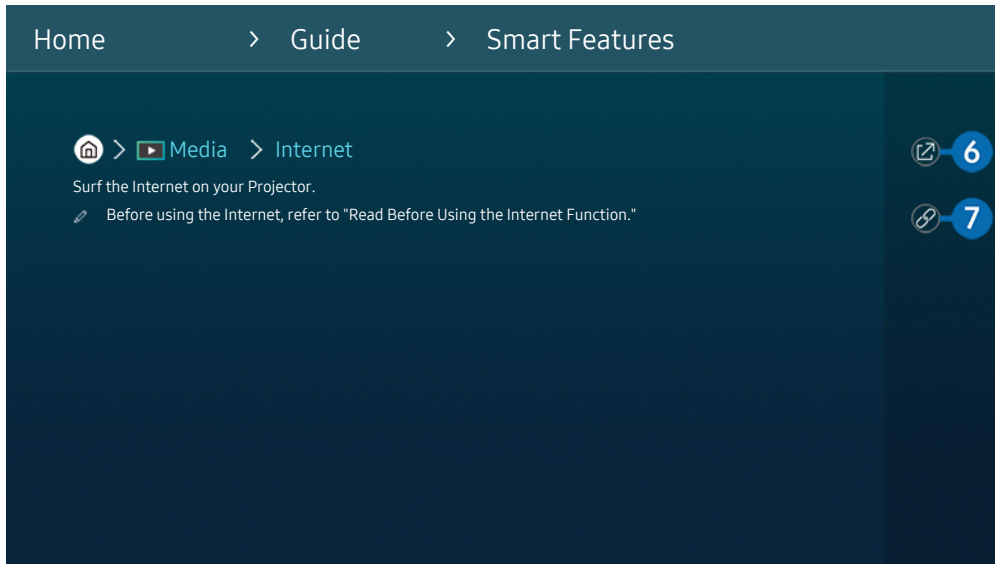 Home > Guide > Smart Features
> Media > Internet
6
Surf the Internet on your Projector.
Before using the Internet, refer to "Read Before Using the Internet Function."
7